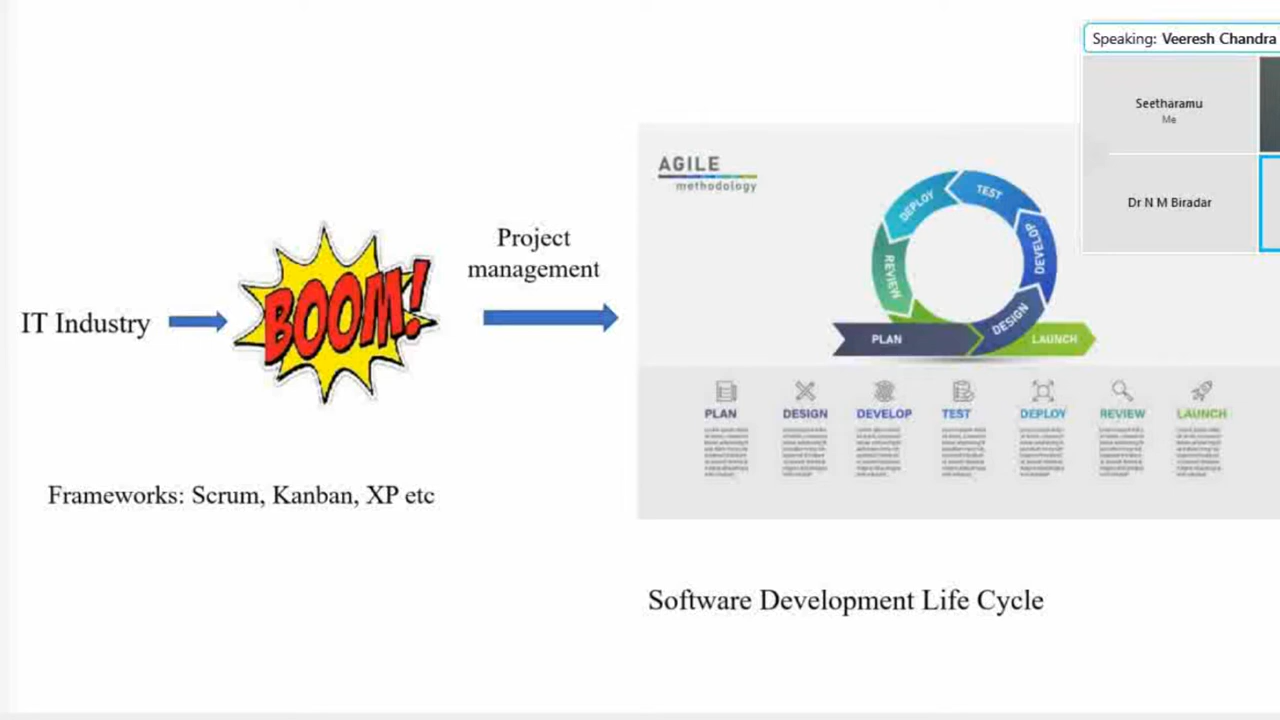 Speaking: Veeresh Chandra
Seetharamu
Me
Dr N M Biradar
IT Industry
BOOM!
Project
management
Frameworks: Scrum, Kanban, XP etc
AGILE
methodology
PLAN
DESIGN
DEVELOP
TEST
DEPLOY
REVIEW
LAUNCH
PLAN DESIGN DEVELOP TEST DEPLOY REVIEW LAUNCH
Software Development Life Cycle